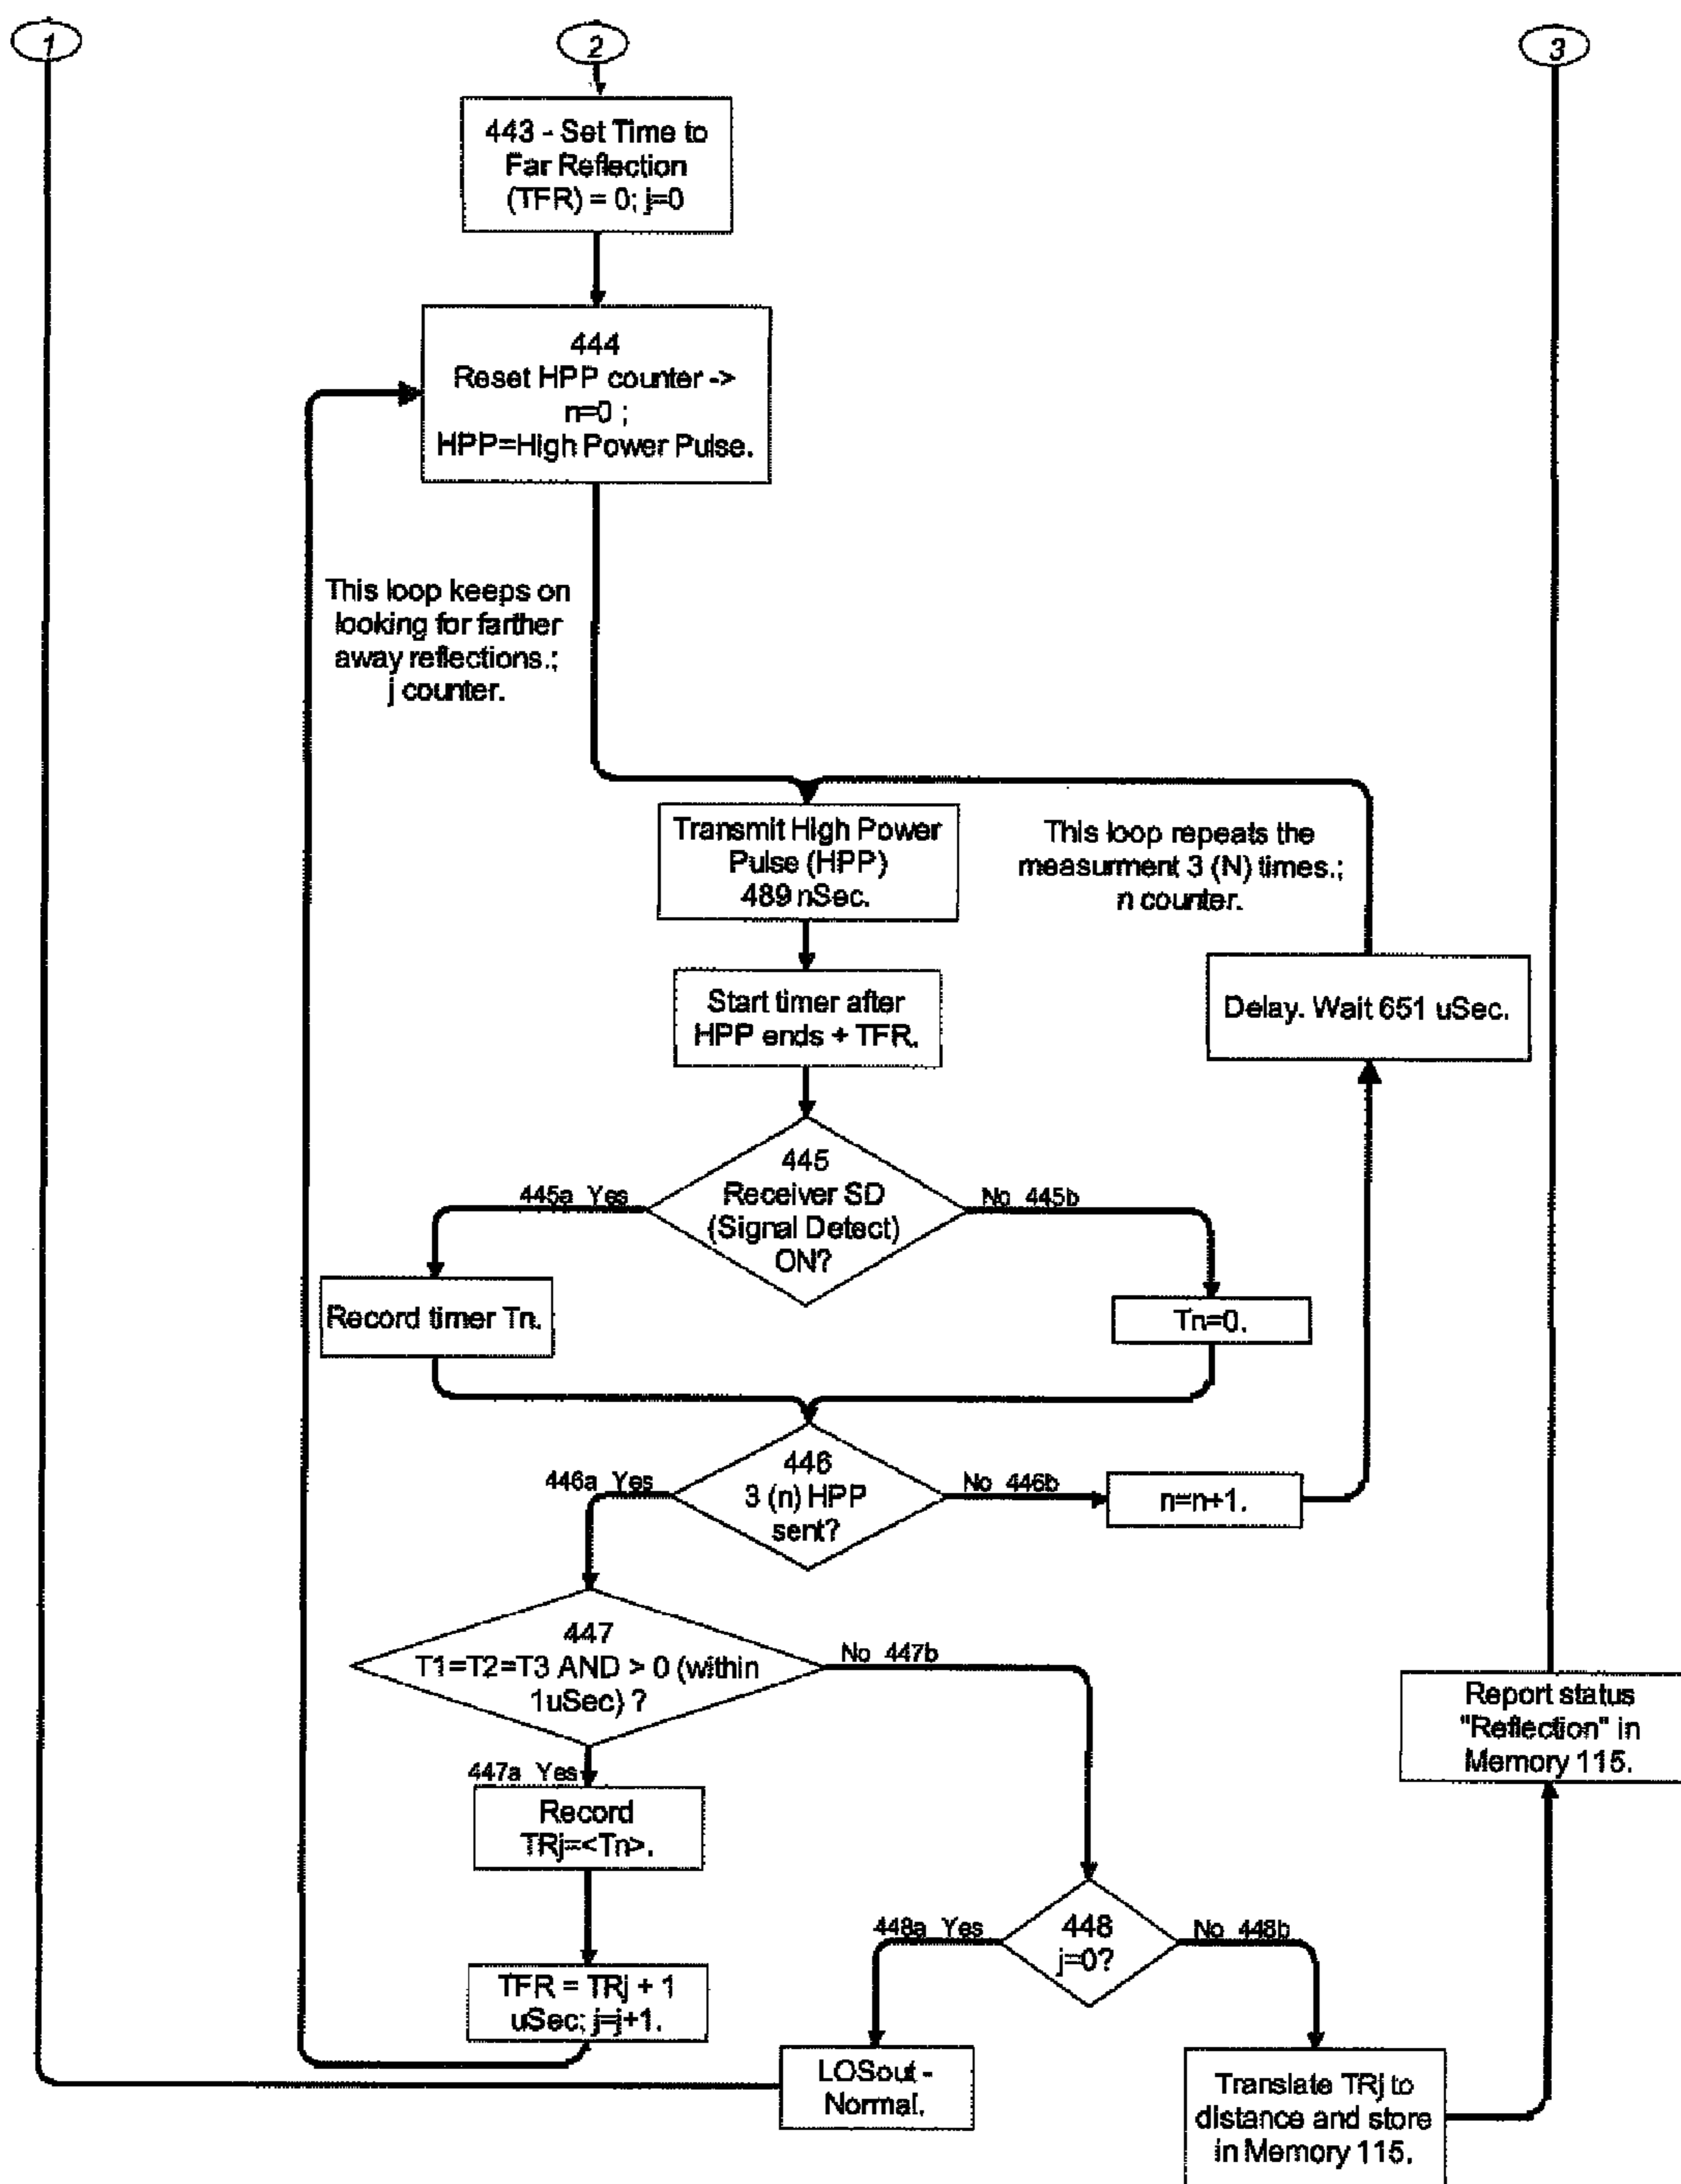 1
2
3
443 - Set Time to
Far Reflection
(TFR) = 0; j=0
444
Reset HPP counter ->
n=0 ;
HPP=High Power Pulse.
This loop keeps on
looking for farther
away reflections.;
j counter.
Transmit High Power
Pulse (HPP)
489 nSec.
This loop repeats the
measurment 3 (N) times.;
n counter.
Start timer after
HPP ends + TFR.
Delay. Wait 651 uSec.
445
Receiver SD
(Signal Detect)
ON?
445a Yes
No 445b
Record timer Tn.
Tn=0.
446
3 (n) HPP
sent?
446a Yes
No 446b
n=n+1.
447
T1=T2=T3 AND > 0 (within
1uSec) ?
No 447b
447a Yes
Record
TRj=<Tn>.
Report status
"Reflection" in
Memory 115.
TFR = TRj + 1
uSec; j=j+1.
448
j=0?
448a Yes
No 448b
LOSout -
Normal.
Translate TRj to
distance and store
in Memory 115.